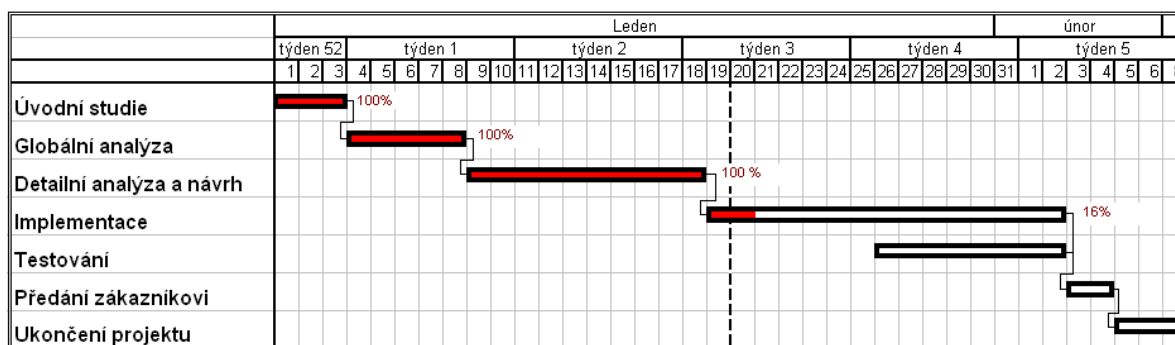 Leden únor
týden 52 týden 1 týden 2 týden 3 týden 4 týden 5
1 2 3 4 5 6 7 8 9 10 11 12 13 14 15 16 17 18 19 20 21 22 23 24 25 26 27 28 29 30 31 1 2 3 4 5 6
Úvodní studie 100%
Globální analýza 100%
Detailní analýza a návrh 100 %
Implementace 16%
Testování
Předání zákazníkovi
Ukončení projektu